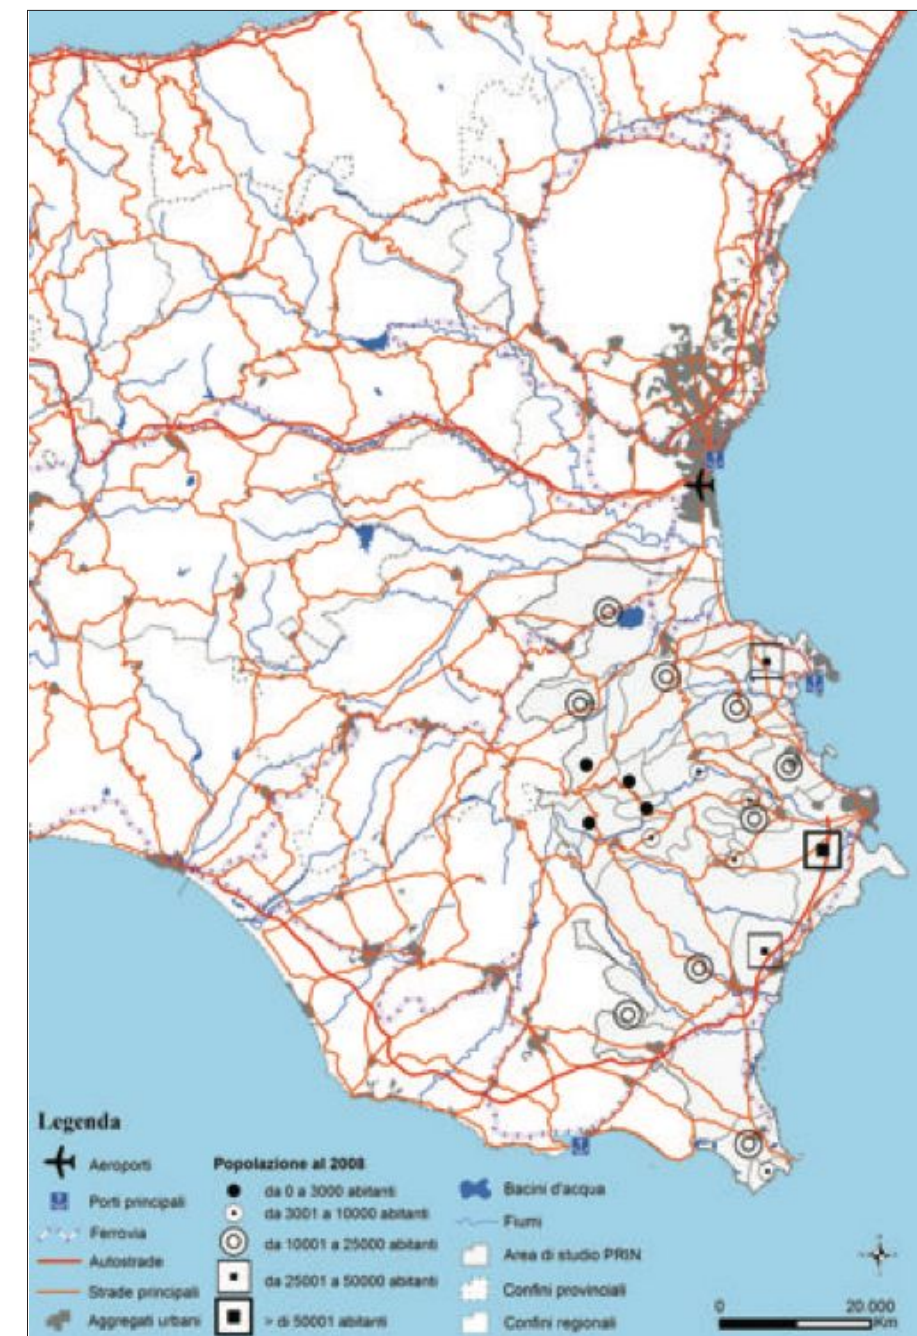 Legenda
Aeroporti
Porti principali
Ferrovia
Autostrade
Strade principali
Aggregati urbani
Popolazione al 2008
da 0 a 3000 abitanti
da 3001 a 10000 abitanti
da 10001 a 25000 abitanti
da 25001 a 50000 abitanti
> di 50001 abitanti
Bacini d'acqua
Fiumi
Area di studio PRIN
Confini provinciali
Confini regionali
0 20.000
Km